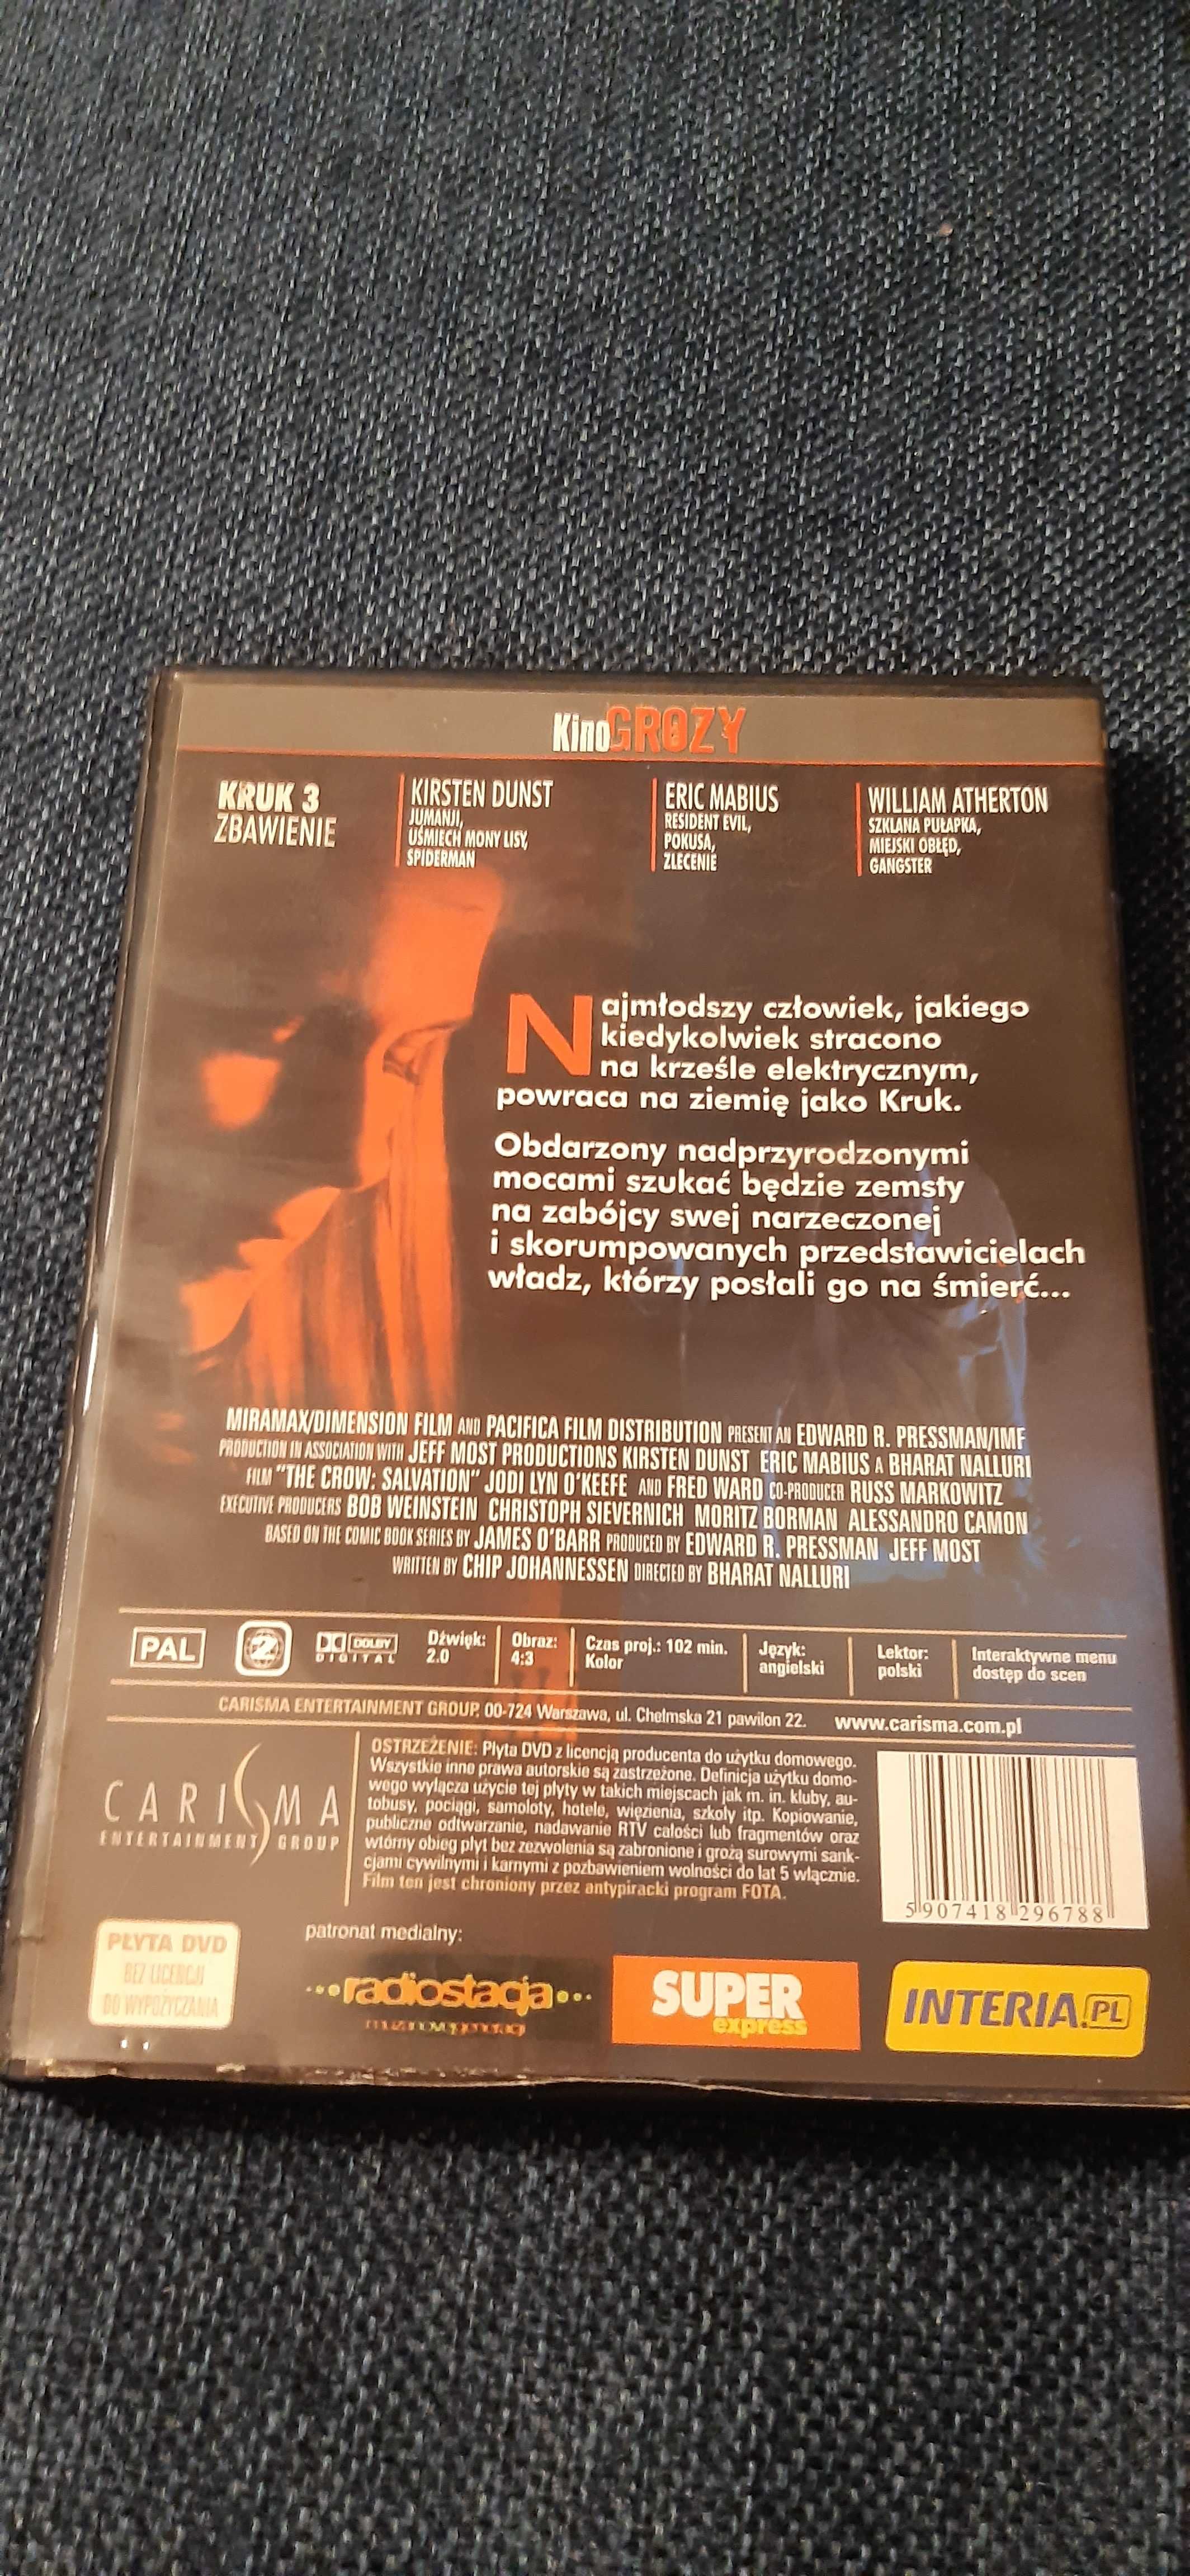 KinoGROZY
KRUK 3
ZBAWIENIE
KIRSTEN DUNST
JUMANJI,
UŚMIECH MONY LISY,
SPIDERMAN
ERIC MABIUS
RESIDENT EVIL,
POKUSA,
ZLECENIE
WILLIAM ATHERTON
SZKLANA PUŁAPKA,
MIEJSKI OBŁĘD,
GANGSTER
Najmłodszy człowiek, jakiego
kiedykolwiek stracono
na krześle elektrycznym,
powraca na ziemię jako Kruk.
Obdarzony nadprzyrodzonymi
mocami szukać będzie zemsty
na zabójcy swej narzeczonej
i skorumpowanych przedstawicielach
władz, którzy posłali go na śmierć...
MIRAMAX/DIMENSION FILM AND PACIFICA FILM DISTRIBUTION PRESENT AN EDWARD R. PRESSMAN/IMF
PRODUCTION IN ASSOCIATION WITH JEFF MOST PRODUCTIONS KIRSTEN DUNST ERIC MABIUS A BHARAT NALLURI
FILM "THE CROW: SALVATION" JODI LYN O'KEEFE AND FRED WARD CO-PRODUCER RUSS MARKOWITZ
EXECUTIVE PRODUCERS BOB WEINSTEIN CHRISTOPH SIEVERNICH MORITZ BORMAN ALESSANDRO CAMON
BASED ON THE COMIC BOOK SERIES BY JAMES O'BARR PRODUCED BY EDWARD R. PRESSMAN JEFF MOST
WRITTEN BY CHIP JOHANNESSEN DIRECTED BY BHARAT NALLURI
PAL
2
DOLBY
DIGITAL
Dźwięk:
2.0
Obraz:
4:3
Czas proj.: 102 min.
Kolor
Język:
angielski
Lektor:
polski
Interaktywne menu
dostęp do scen
CARISMA ENTERTAINMENT GROUP, 00-724 Warszawa, ul. Chełmska 21 pawilon 22. www.carisma.com.pl
CARISMA
ENTERTAINMENT GROUP
OSTRZEŻENIE: Płyta DVD z licencją producenta do użytku domowego.
Wszystkie inne prawa autorskie są zastrzeżone. Definicja użytku domo-
wego wyłącza użycie tej płyty w takich miejscach jak m. in. kluby, au-
tobusy, pociągi, samoloty, hotele, więzienia, szkoły itp. Kopiowanie,
publiczne odtwarzanie, nadawanie RTV całości lub fragmentów oraz
wtórny obieg płyt bez zezwolenia są zabronione i grożą surowymi sank-
cjami cywilnymi i karnymi z pozbawieniem wolności do lat 5 włącznie.
Film ten jest chroniony przez antypiracki program FOTA.
5 907418 296788
PŁYTA DVD
BEZ LICENCJI
DO WYPOŻYCZANIA
patronat medialny:
...radiostacja...
muza nowej generacji
SUPER
express
INTERIA.PL